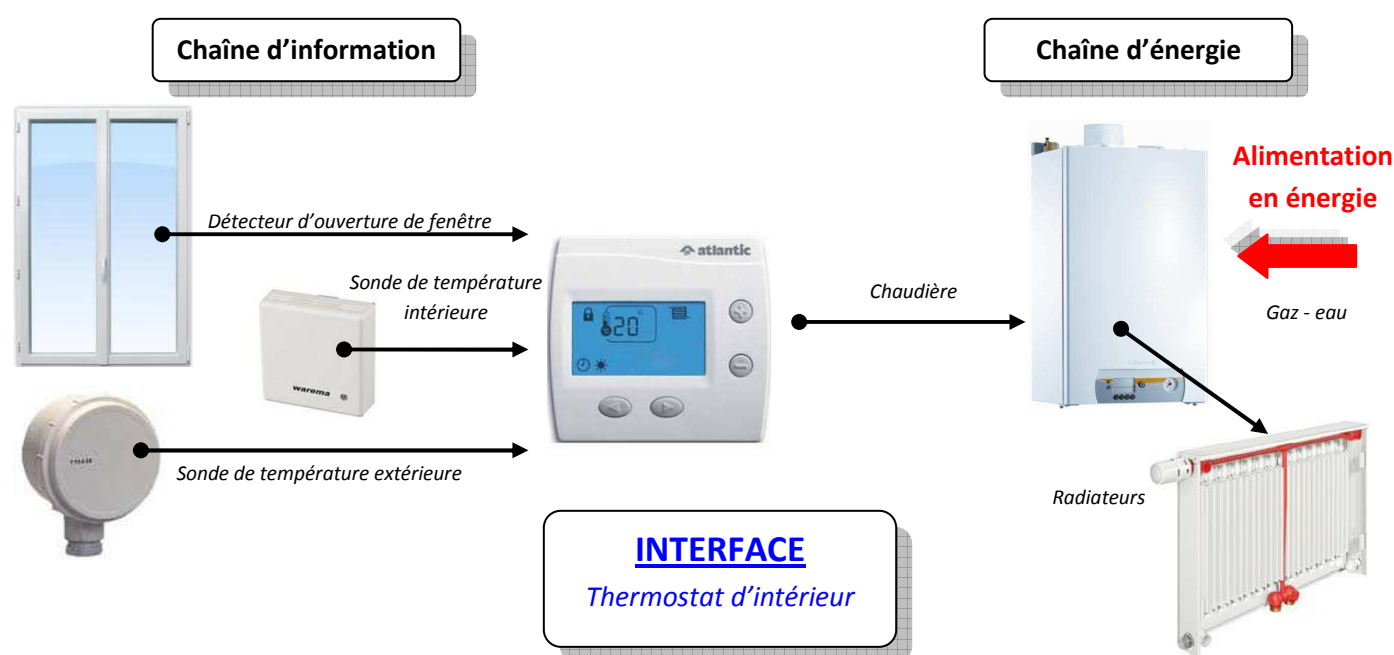 Chaîne d’information
Chaîne d’énergie
Alimentation
en énergie
Détecteur d’ouverture de fenêtre
atlantic
Sonde de température
intérieure
Chaudière
Gaz - eau
20°
waroma
Sonde de température extérieure
Radiateurs
INTERFACE
Thermostat d’intérieur